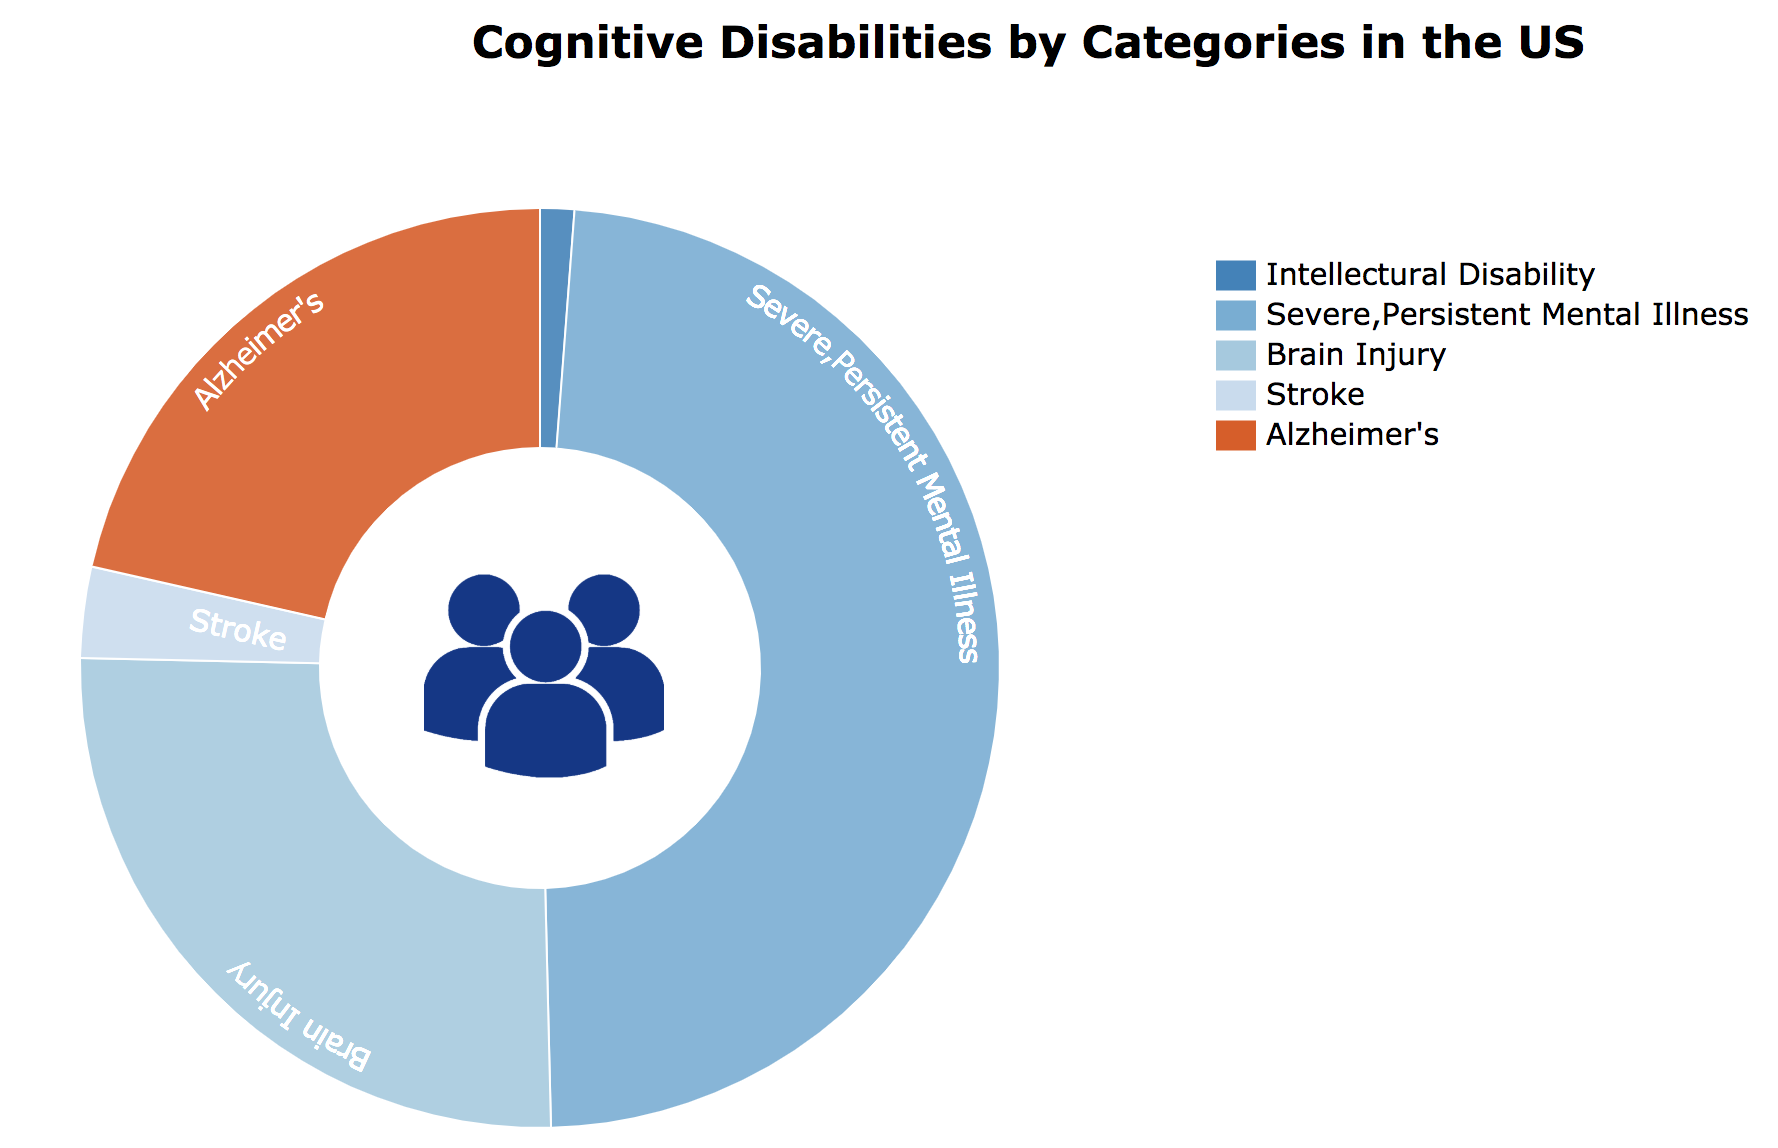 Cognitive Disabilities by Categories in the US
Intellectural Disability
Severe,Persistent Mental Illness
Brain Injury
Stroke
Alzheimer's
Alzheimer's
Severe,Persistent Mental Illness
Stroke
Brain Injury